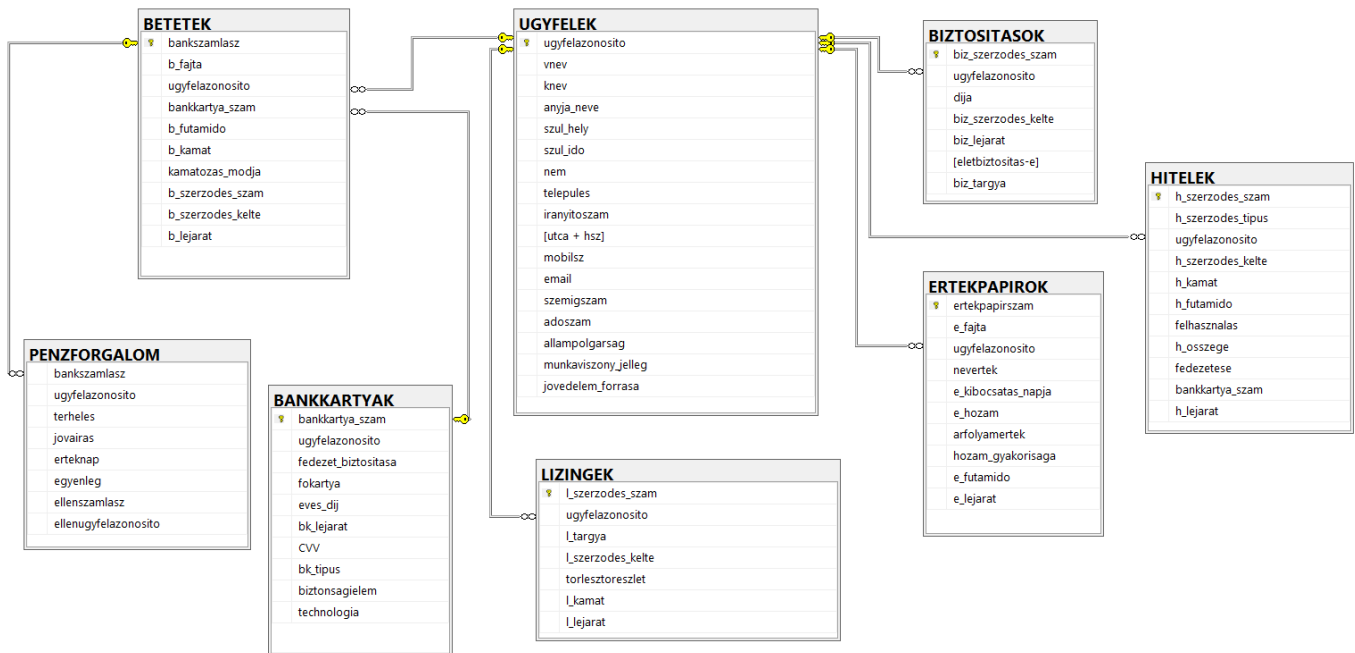 BETETEK
bankszamlasz
b_fajta
ugyfelazonosito
bankkartya_szam
b_futamido
b_kamat
kamatozas_modja
b_szerzodes_szam
b_szerzodes_kelte
b_lejarat
UGYFELEK
ugyfelazonosito
vnev
knev
anyja_neve
szul_hely
szul_ido
nem
telepules
iranyitoszam
[utca + hsz]
mobilsz
email
szemigszam
adoszam
allampolgarsag
munkaviszony_jelleg
jovedelem_forrasa
BIZTOSITASOK
biz_szerzodes_szam
ugyfelazonosito
dija
biz_szerzodes_kelte
biz_lejarat
[eletbiztositas-e]
biz_targya
HITELEK
h_szerzodes_szam
h_szerzodes_tipus
ugyfelazonosito
h_szerzodes_kelte
h_kamat
h_futamido
felhasznalas
h_osszege
fedezetese
bankkartya_szam
h_lejarat
ERTEKPAPIROK
ertekpapirszam
e_fajta
ugyfelazonosito
nevertek
e_kibocsatas_napja
e_hozam
arfolyamertek
hozam_gyakorisaga
e_futamido
e_lejarat
PENZFORGALOM
bankszamlasz
ugyfelazonosito
terheles
jovairas
erteknap
egyenleg
ellenszamlasz
ellenugyfelazonosito
BANKKARTYAK
bankkartya_szam
ugyfelazonosito
fedezet_biztositasa
fokartya
eves_dij
bk_lejarat
CVV
bk_tipus
biztonsagielem
technologia
LIZINGEK
l_szerzodes_szam
ugyfelazonosito
l_targya
l_szerzodes_kelte
torlesztoreszlet
l_kamat
l_lejarat